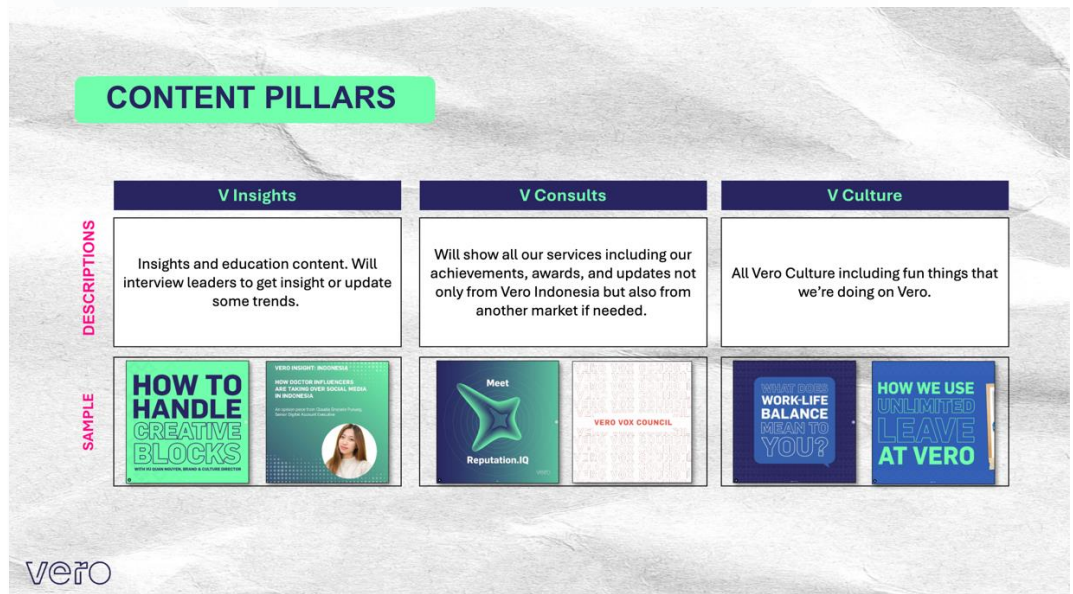 CONTENT PILLARS
V Insights
V Consults
V Culture
DESCRIPTIONS
Insights and education content. Will
interview leaders to get insight or update
some trends.
Will show all our services including our
achievements, awards, and updates not
only from Vero Indonesia but also from
another market if needed.
All Vero Culture including fun things that
we're doing on Vero.
SAMPLE
HOW TO
HANDLE
CREATIVE
BLOCKS
VERO INSIGHT: INDONESIA
HOW DOCTOR INFLUENCERS
ARE TAKING OVER SOCIAL MEDIA
IN INDONESIA
Meet
Reputation.IQ
VERO VOX COUNCIL
WHAT DOES
WORK-LIFE
BALANCE
MEAN TO
YOU?
HOW WE USE
UNLIMITED
LEAVE
AT VERO
vero